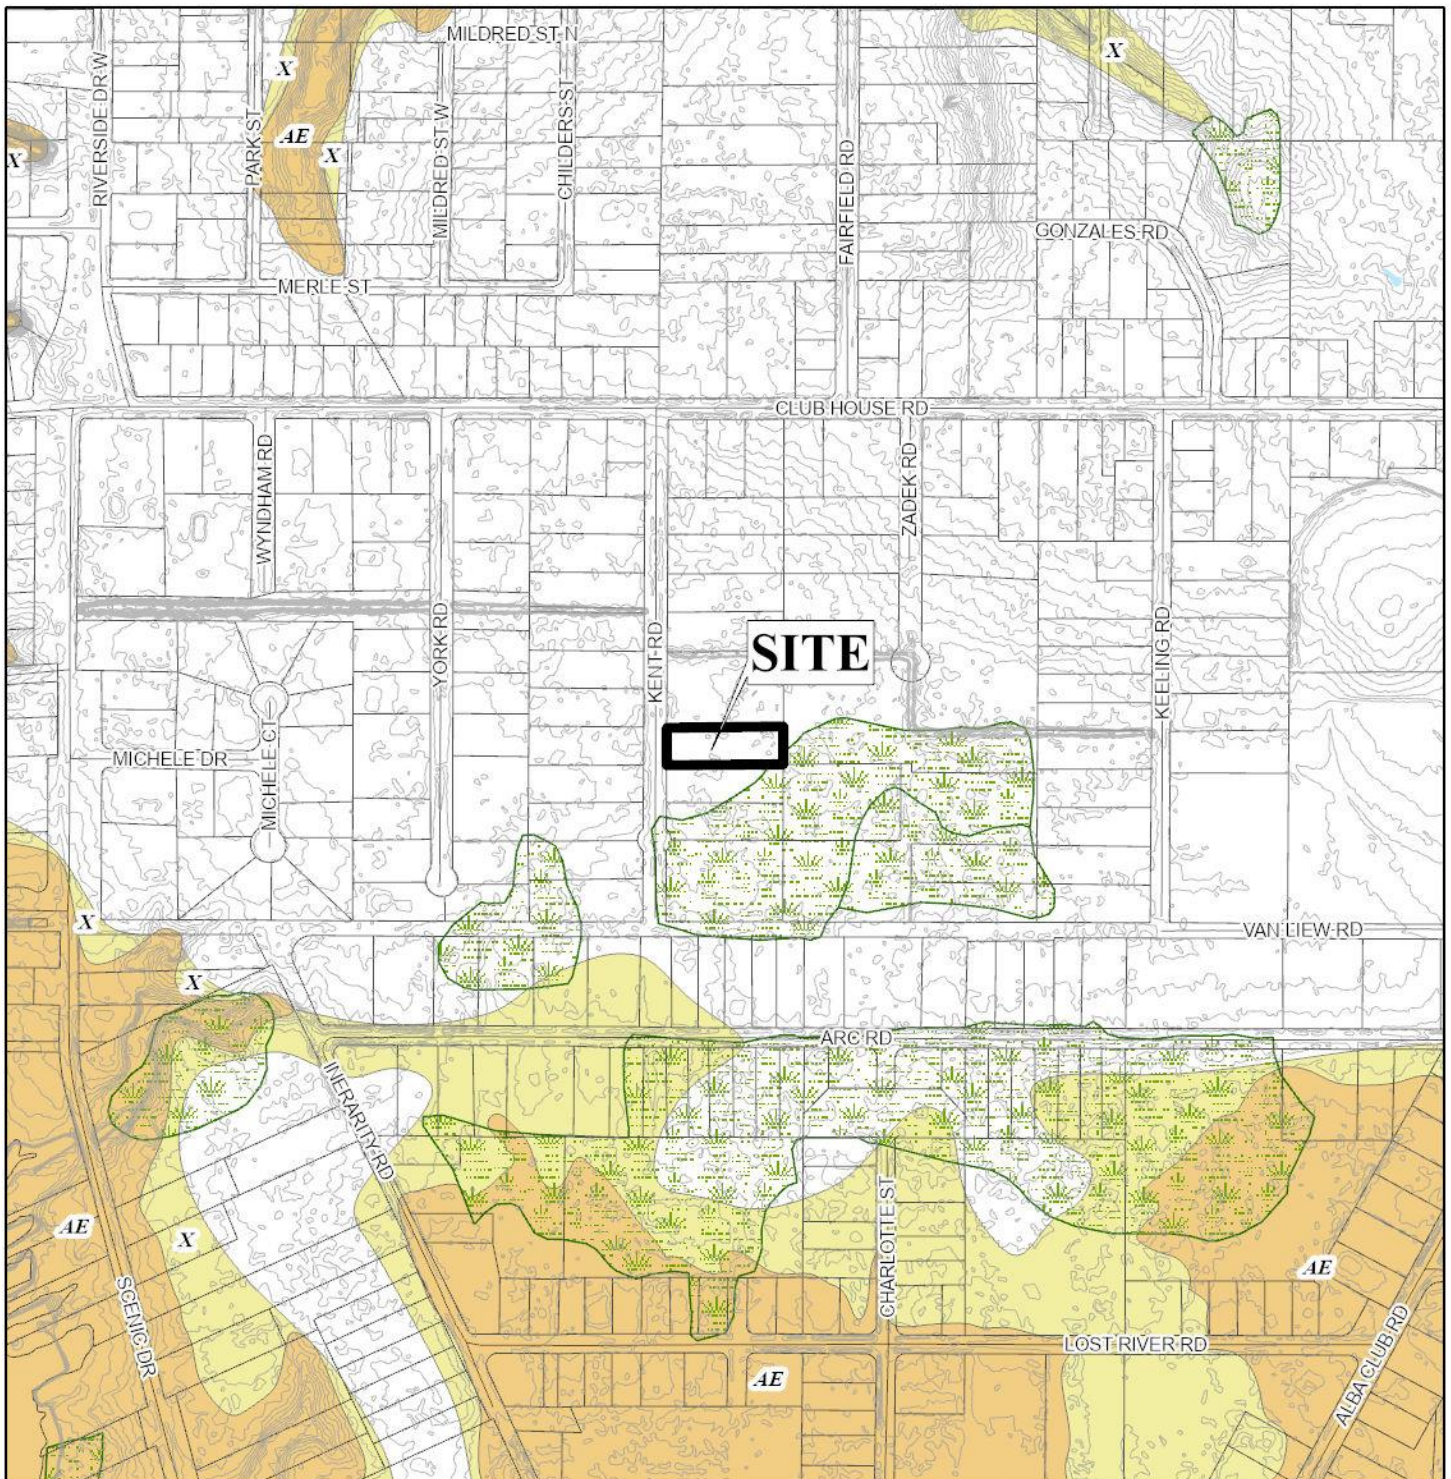 MILDRED ST N
X
X
RIVERSIDE DR W
PARK ST
AE
X
X
MILDRED ST W
CHILDERS ST
FAIRFIELD RD
GONZALES RD
MERLE ST
CLUB HOUSE RD
WYNDHAM RD
ZADEK RD
YORK RD
KENT RD
SITE
KEELING RD
MICHELE DR
MICHELE CT
X
VAN LIEW RD
X
ARC RD
INERARITY RD
AE
X
CHARLOTTE ST
AE
SCENIC DR
LOST RIVER RD
ALBA CLUB RD
AE